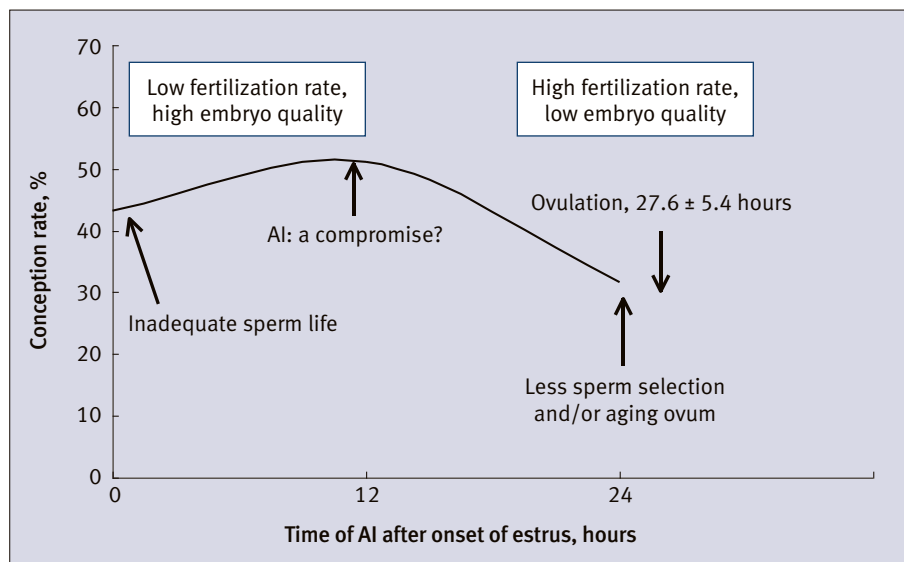 70
60
50
40
30
20
10
0
Conception rate, %
Low fertilization rate,
high embryo quality
High fertilization rate,
low embryo quality
Ovulation, 27.6 ± 5.4 hours
AI: a compromise?
Inadequate sperm life
Less sperm selection
and/or aging ovum
0
12
24
Time of AI after onset of estrus, hours